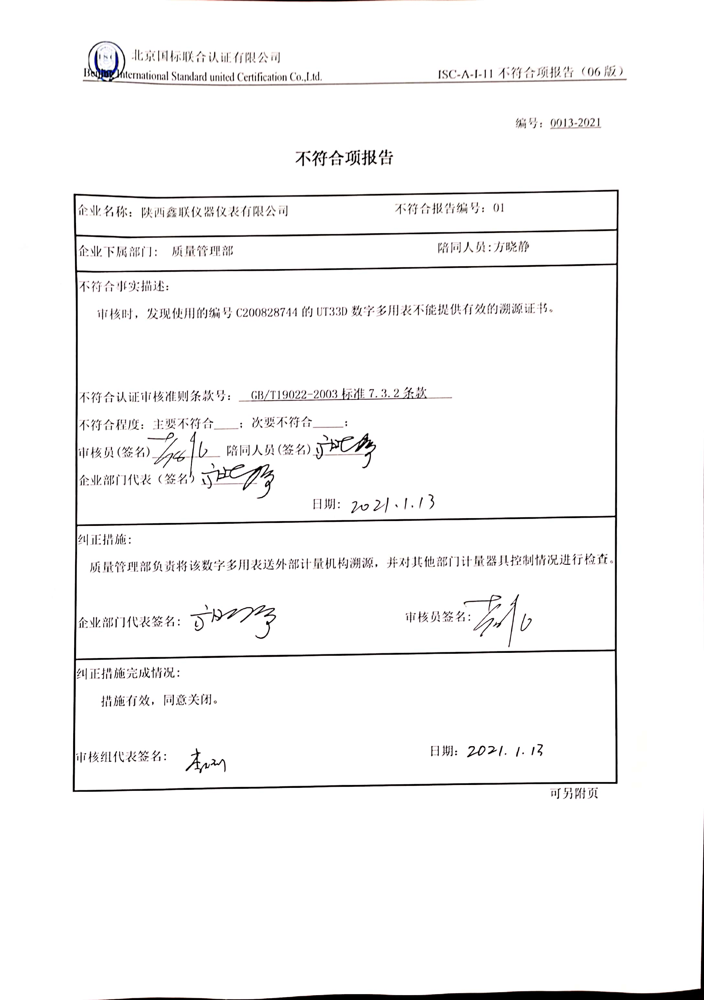 北京国标联合认证有限公司
Beijing International Standard united Certification Co.,Ltd.
ISC-A-I-11 不符合项报告（06 版）
编号：0013-2021
不符合项报告
企业名称：陕西鑫联仪器仪表有限公司 不符合报告编号：01
企业下属部门： 质量管理部 陪同人员:方晓静
不符合事实描述：
审核时，发现使用的编号 C200828744 的 UT33D 数字多用表不能提供有效的溯源证书。
不符合认证审核准则条款号： GB/T19022-2003 标准 7.3.2 条款
不符合程度：主要不符合____；次要不符合_____；
审核员(签名) 陪同人员(签名)
企业部门代表（签名）
日期: 2021.1.13
纠正措施：
质量管理部负责将该数字多用表送外部计量机构溯源，并对其他部门计量器具控制情况进行检查。
企业部门代表签名： 审核员签名:
纠正措施完成情况：
措施有效，同意关闭。
审核组代表签名： 日期：2021.1.13
可另附页